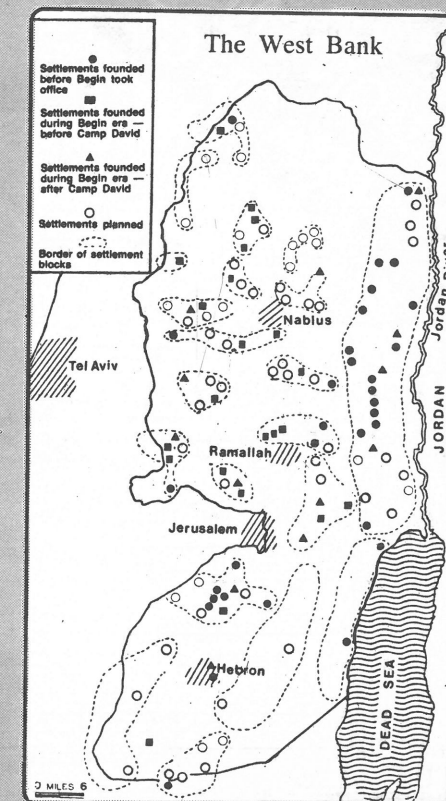 The West Bank
Settlements founded
before Begin took
office
Settlements founded
during Begin era —
before Camp David
Settlements founded
during Begin era —
after Camp David
Settlements planned
Border of settlement
blocks
Nablus
Tel Aviv
JORDAN
Jordan
Ramallah
Jerusalem
Hebron
DEAD SEA
MILES 6